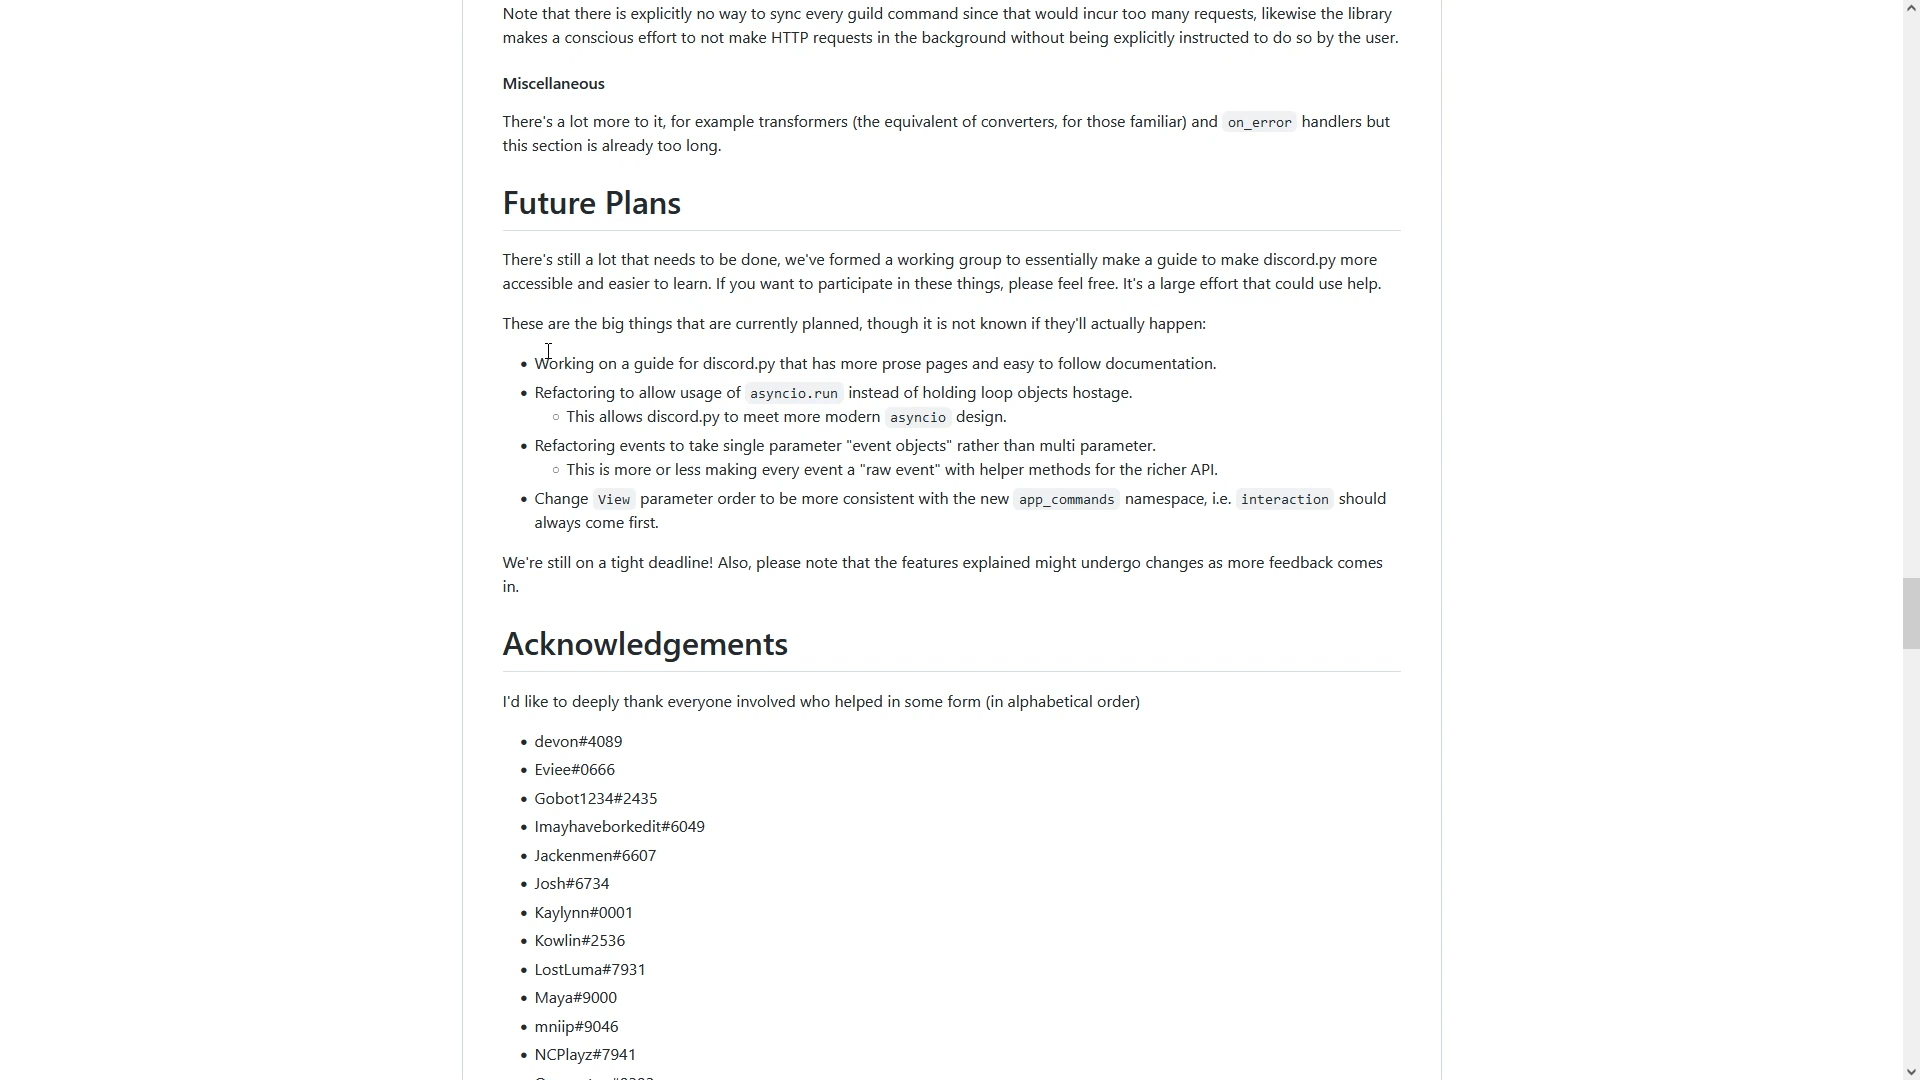 Note that there is explicitly no way to sync every guild command since that would incur too many requests, likewise the library
makes a conscious effort to not make HTTP requests in the background without being explicitly instructed to do so by the user.
Miscellaneous
There's a lot more to it, for example transformers (the equivalent of converters, for those familiar) and on_error handlers but
this section is already too long.
Future Plans
There's still a lot that needs to be done, we've formed a working group to essentially make a guide to make discord.py more
accessible and easier to learn. If you want to participate in these things, please feel free. It's a large effort that could use help.
These are the big things that are currently planned, though it is not known if they'll actually happen:
• Working on a guide for discord.py that has more prose pages and easy to follow documentation.
• Refactoring to allow usage of asyncio.run instead of holding loop objects hostage.
○ This allows discord.py to meet more modern asyncio design.
• Refactoring events to take single parameter "event objects" rather than multi parameter.
○ This is more or less making every event a "raw event" with helper methods for the richer API.
• Change View parameter order to be more consistent with the new app_commands namespace, i.e. interaction should
always come first.
We're still on a tight deadline! Also, please note that the features explained might undergo changes as more feedback comes
in.
Acknowledgements
I'd like to deeply thank everyone involved who helped in some form (in alphabetical order)
• devon#4089
• Eviee#0666
• Gobot1234#2435
• Imayhaveborkedit#6049
• Jackenmen#6607
• Josh#6734
• Kaylynn#0001
• Kowlin#2536
• LostLuma#7931
• Maya#9000
• mniip#9046
• NCPlayz#7941